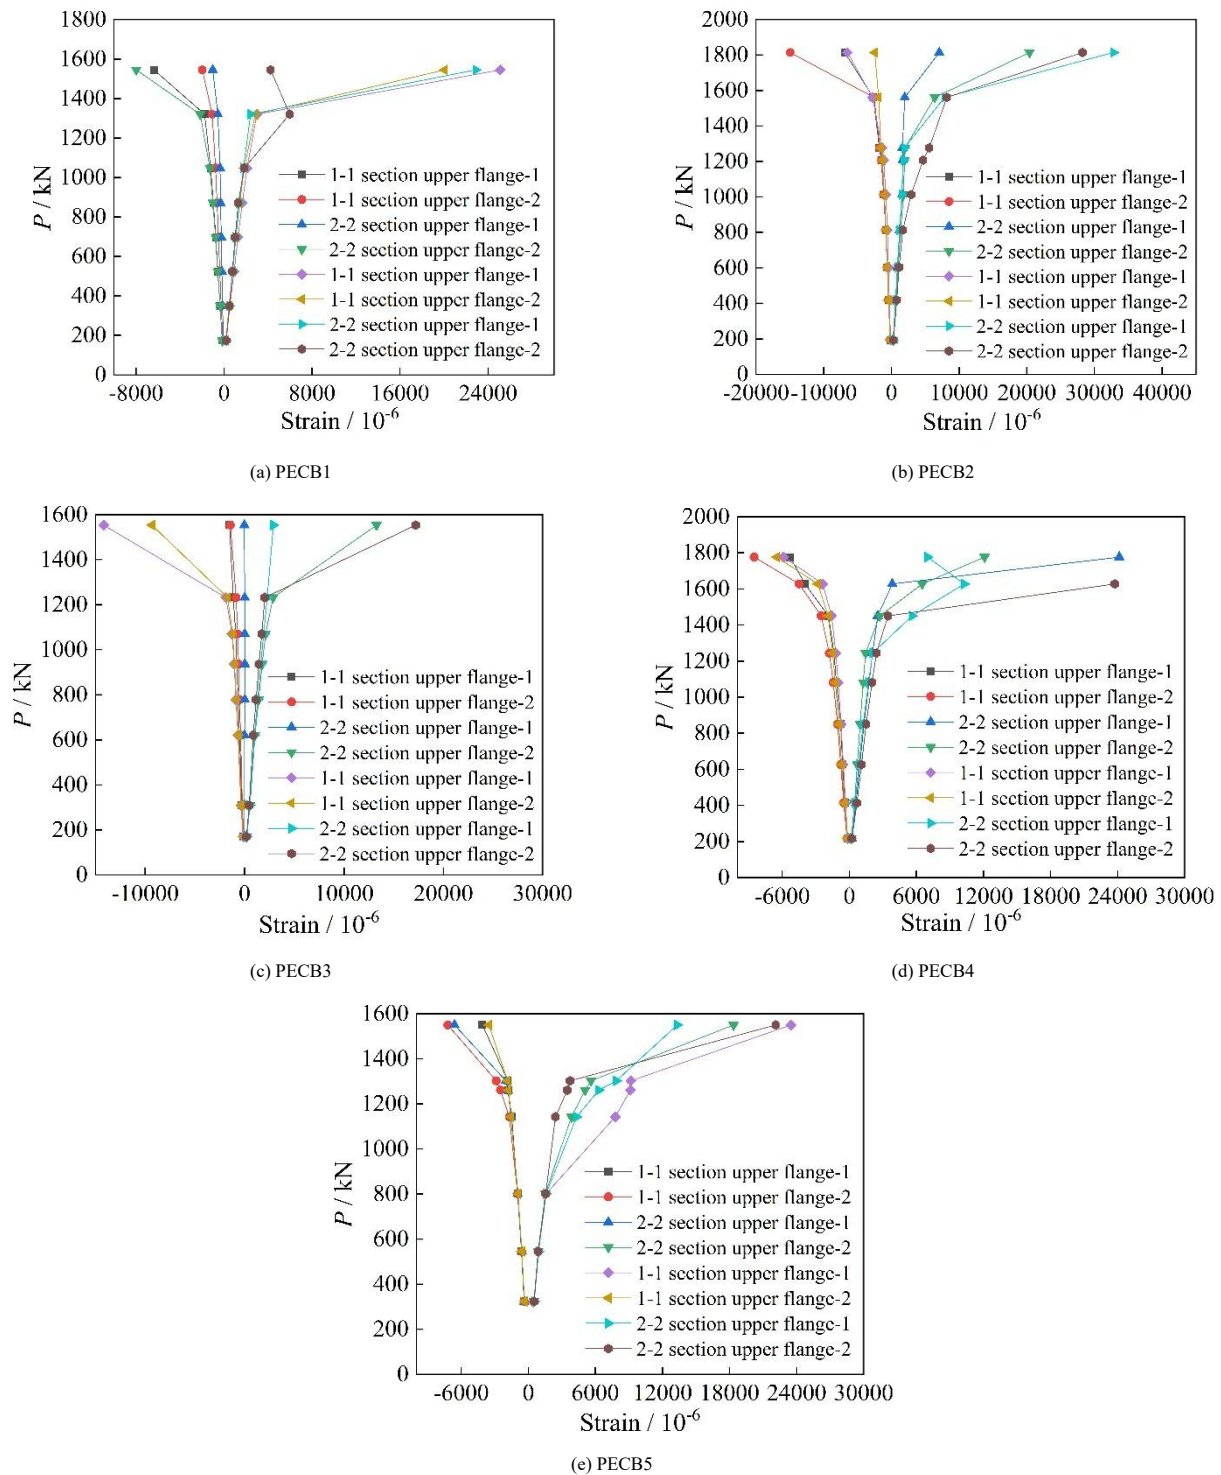 1800
1600
1400
1200
1000
800
600
400
200
0
P / kN
1-1 section upper flange-1
1-1 section upper flange-2
2-2 section upper flange-1
2-2 section upper flange-2
1-1 section upper flange-1
1-1 section upper flange-2
2-2 section upper flange-1
2-2 section upper flange-2
-8000 0 8000 16000 24000
Strain / 10⁻⁶
(a) PECB1
2000
1800
1600
1400
1200
1000
800
600
400
200
0
P / kN
1-1 section upper flange-1
1-1 section upper flange-2
2-2 section upper flange-1
2-2 section upper flange-2
1-1 section upper flange-1
1-1 section upper flange-2
2-2 section upper flange-1
2-2 section upper flange-2
-20000 -10000 0 10000 20000 30000 40000
Strain / 10⁻⁶
(b) PECB2
1600
1400
1200
1000
800
600
400
200
0
P / kN
1-1 section upper flange-1
1-1 section upper flange-2
2-2 section upper flange-1
2-2 section upper flange-2
1-1 section upper flange-1
1-1 section upper flange-2
2-2 section upper flange-1
2-2 section upper flange-2
-10000 0 10000 20000 30000
Strain / 10⁻⁶
(c) PECB3
2000
1800
1600
1400
1200
1000
800
600
400
200
0
P / kN
1-1 section upper flange-1
1-1 section upper flange-2
2-2 section upper flange-1
2-2 section upper flange-2
1-1 section upper flange-1
1-1 section upper flange-2
2-2 section upper flange-1
2-2 section upper flange-2
-6000 0 6000 12000 18000 24000 30000
Strain / 10⁻⁶
(d) PECB4
1600
1400
1200
1000
800
600
400
200
0
P / kN
1-1 section upper flange-1
1-1 section upper flange-2
2-2 section upper flange-1
2-2 section upper flange-2
1-1 section upper flange-1
1-1 section upper flange-2
2-2 section upper flange-1
2-2 section upper flange-2
-6000 0 6000 12000 18000 24000 30000
Strain / 10⁻⁶
(e) PECB5